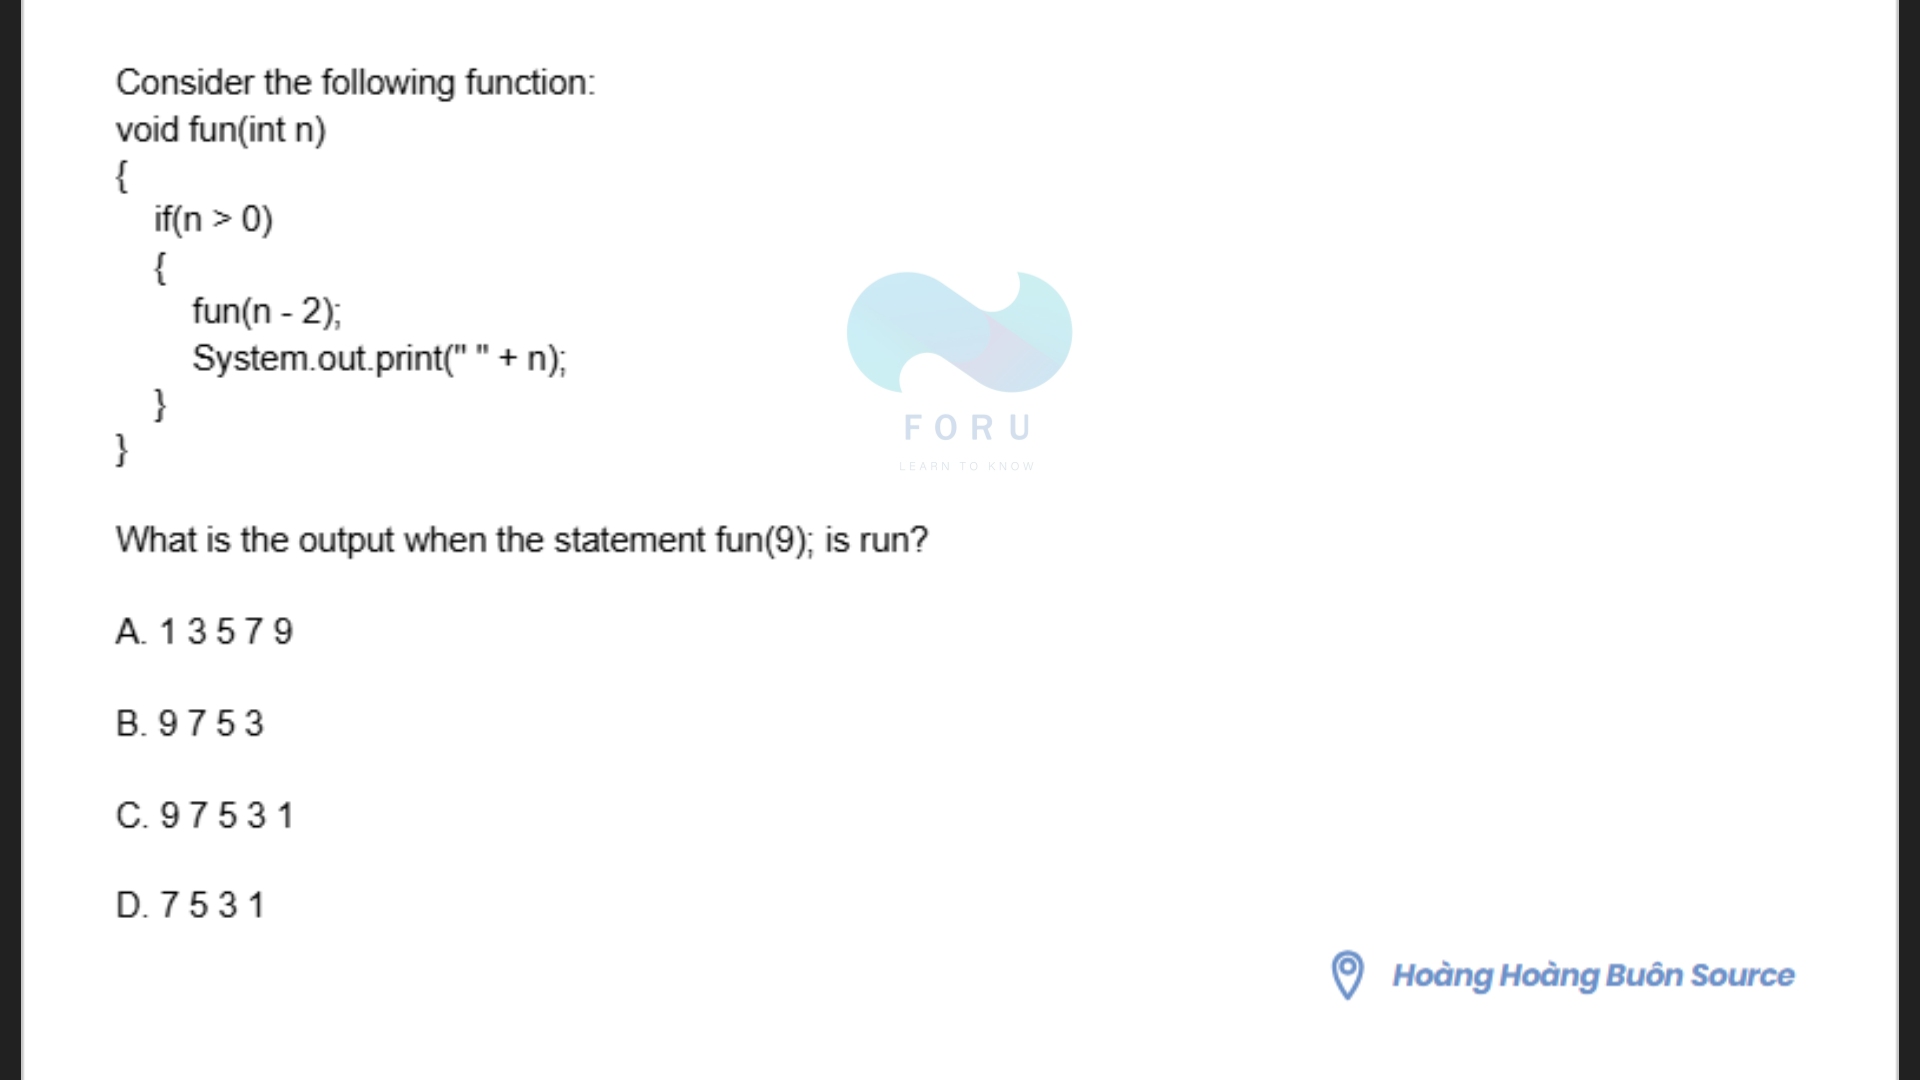 Consider the following function:
void fun(int n)
{
if(n > 0)
{
fun(n - 2);
System.out.print(" " + n);
}
}
FORU
LEARN TO KNOW
What is the output when the statement fun(9); is run?
A. 1 3 5 7 9
B. 9 7 5 3
C. 9 7 5 3 1
D. 7 5 3 1
Hoàng Hoàng Buôn Source